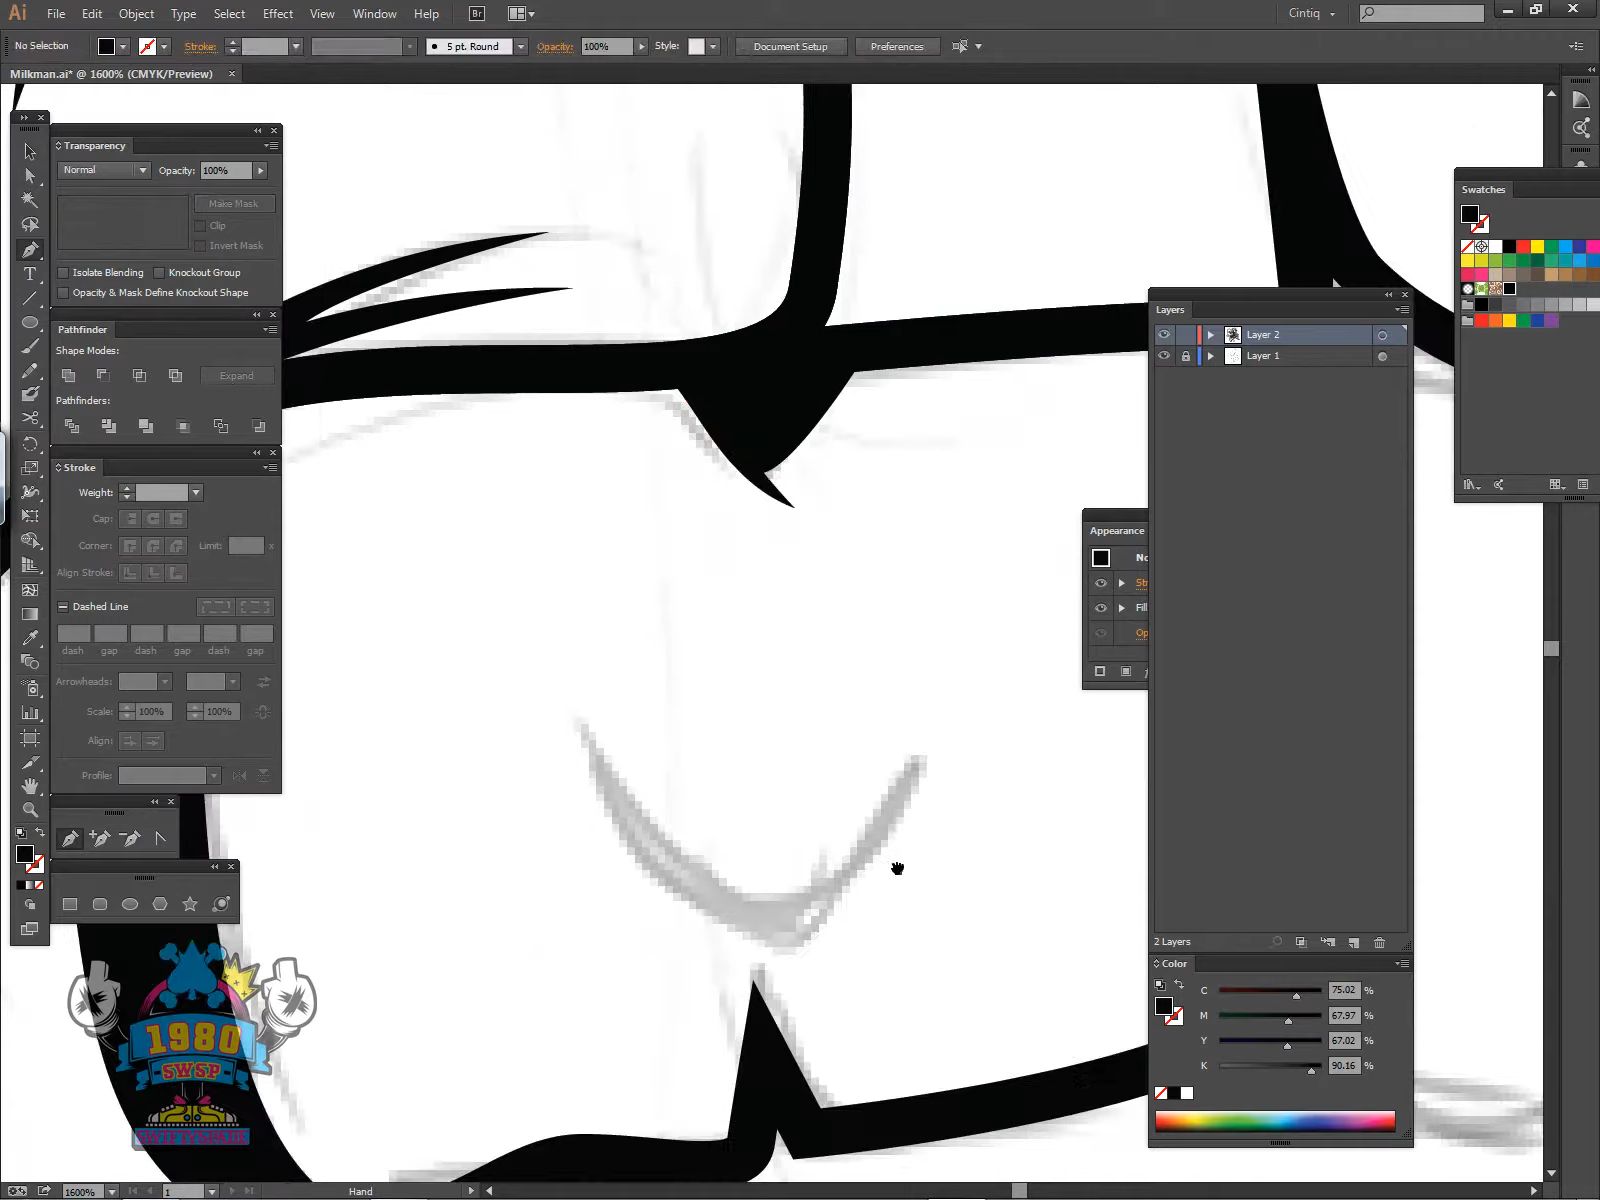 Ai File Edit Object Type Select Effect View Window Help Br Cintiq
No Selection Stroke: 5 pt. Round Opacity: 100% Style: Document Setup Preferences
Milkman.ai* @ 1600% (CMYK/Preview)
Transparency
Normal Opacity: 100%
Make Mask
Clip
Invert Mask
Isolate Blending Knockout Group
Opacity & Mask Define Knockout Shape
Pathfinder
Shape Modes:
Expand
Pathfinders:
Stroke
Weight:
Cap:
Corner: Limit: x
Align Stroke:
Dashed Line
dash gap dash gap dash gap
Arrowheads:
Scale: 100% 100%
Align:
Profile:
Swatches
Layers
Layer 2
Layer 1
2 Layers
Appearance
No
Str
Fill
Op
Color
C 75.02 %
M 67.97 %
Y 67.02 %
K 90.16 %
1980
SWSP
1600% 1 Hand